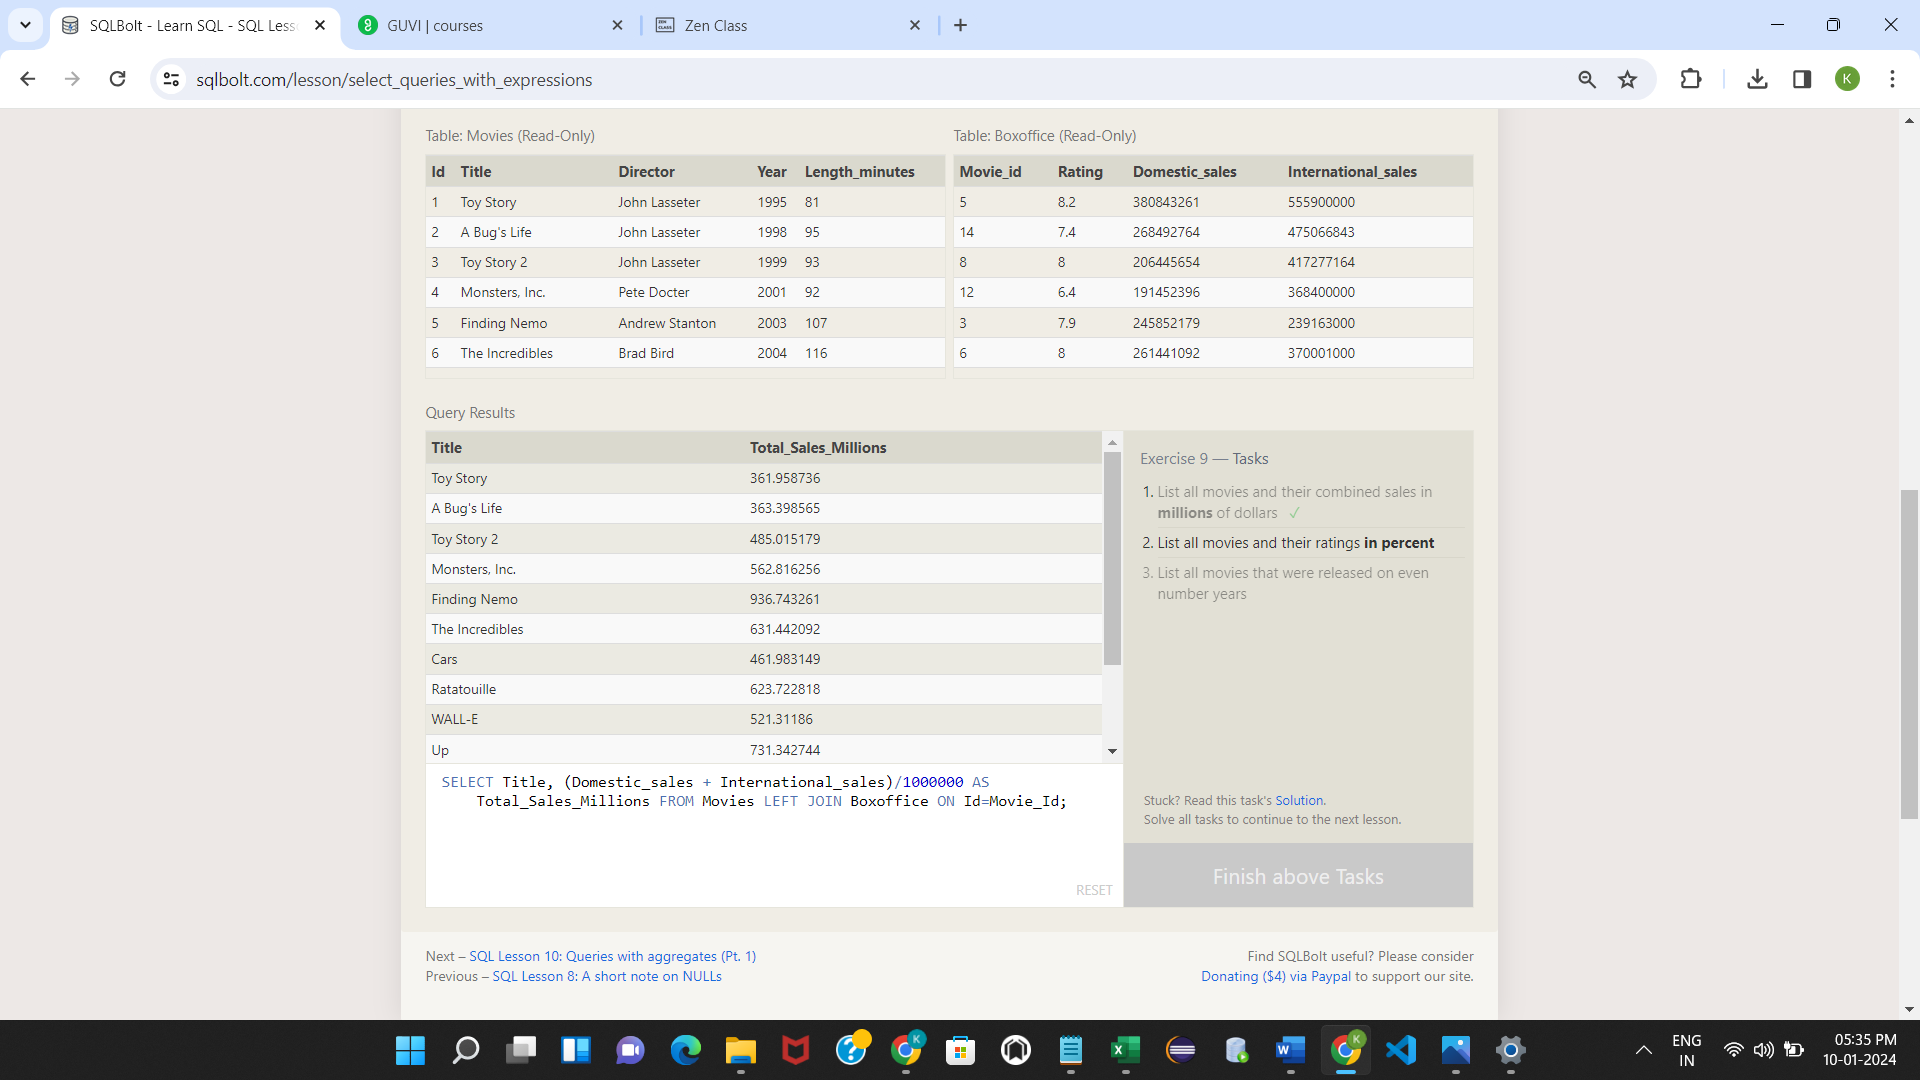 SQLBolt - Learn SQL - SQL Less
GUVI | courses
Zen Class
sqlbolt.com/lesson/select_queries_with_expressions
K
Table: Movies (Read-Only)
Table: Boxoffice (Read-Only)
Id Title Director Year Length_minutes
1 Toy Story John Lasseter 1995 81
2 A Bug's Life John Lasseter 1998 95
3 Toy Story 2 John Lasseter 1999 93
4 Monsters, Inc. Pete Docter 2001 92
5 Finding Nemo Andrew Stanton 2003 107
6 The Incredibles Brad Bird 2004 116
Movie_id Rating Domestic_sales International_sales
5 8.2 380843261 555900000
14 7.4 268492764 475066843
8 8 206445654 417277164
12 6.4 191452396 368400000
3 7.9 245852179 239163000
6 8 261441092 370001000
Query Results
Title Total_Sales_Millions
Toy Story 361.958736
A Bug's Life 363.398565
Toy Story 2 485.015179
Monsters, Inc. 562.816256
Finding Nemo 936.743261
The Incredibles 631.442092
Cars 461.983149
Ratatouille 623.722818
WALL-E 521.31186
Up 731.342744
SELECT Title, (Domestic_sales + International_sales)/1000000 AS
Total_Sales_Millions FROM Movies LEFT JOIN Boxoffice ON Id=Movie_Id;
RESET
Exercise 9 — Tasks
1. List all movies and their combined sales in
millions of dollars ✓
2. List all movies and their ratings in percent
3. List all movies that were released on even
number years
Stuck? Read this task's Solution.
Solve all tasks to continue to the next lesson.
Finish above Tasks
Next – SQL Lesson 10: Queries with aggregates (Pt. 1)
Previous – SQL Lesson 8: A short note on NULLs
Find SQLBolt useful? Please consider
Donating ($4) via Paypal to support our site.
ENG
IN
05:35 PM
10-01-2024